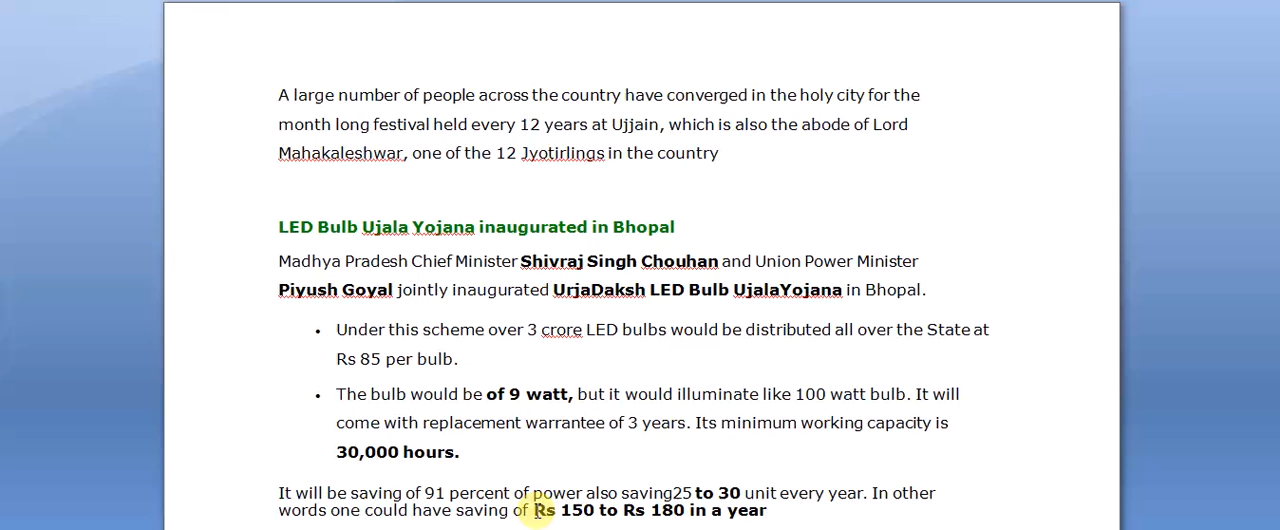 A large number of people across the country have converged in the holy city for the
month long festival held every 12 years at Ujjain, which is also the abode of Lord
Mahakaleshwar, one of the 12 Jyotirlings in the country
LED Bulb Ujala Yojana inaugurated in Bhopal
Madhya Pradesh Chief Minister Shivraj Singh Chouhan and Union Power Minister
Piyush Goyal jointly inaugurated UrjaDaksh LED Bulb UjalaYojana in Bhopal.
• Under this scheme over 3 crore LED bulbs would be distributed all over the State at
Rs 85 per bulb.
• The bulb would be of 9 watt, but it would illuminate like 100 watt bulb. It will
come with replacement warrantee of 3 years. Its minimum working capacity is
30,000 hours.
It will be saving of 91 percent of power also saving25 to 30 unit every year. In other
words one could have saving of Rs 150 to Rs 180 in a year